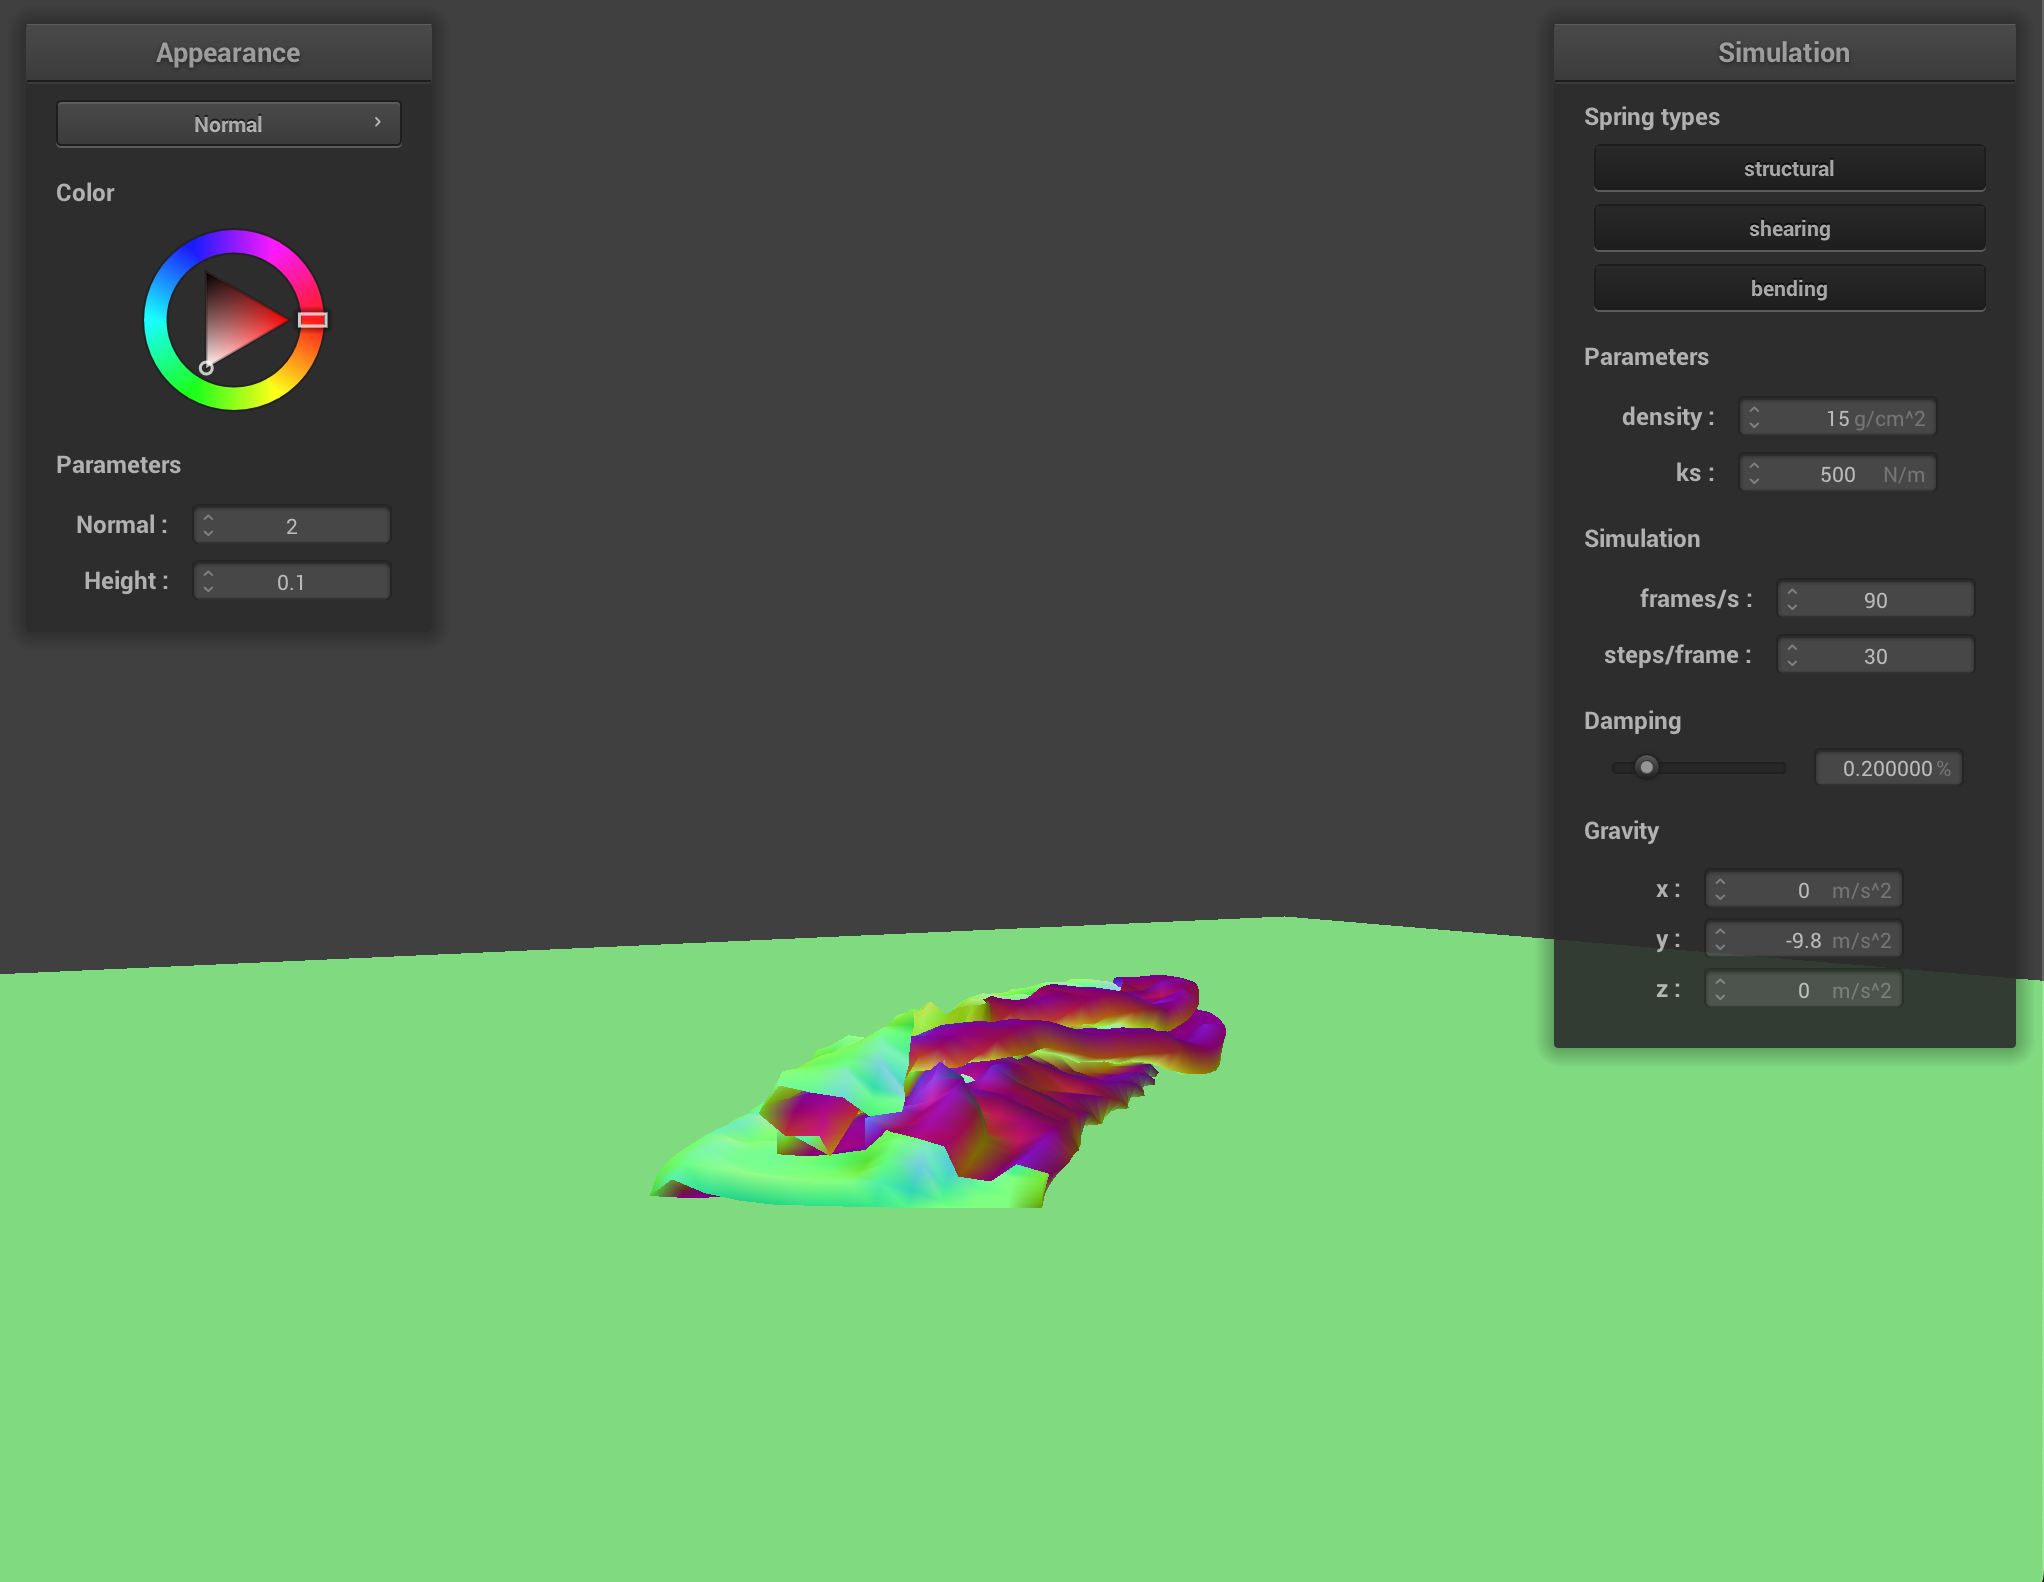 Appearance
Normal
Color
Parameters
Normal : 2
Height : 0.1
Simulation
Spring types
structural
shearing
bending
Parameters
density : 15 g/cm^2
ks : 500 N/m
Simulation
frames/s : 90
steps/frame : 30
Damping
0.200000 %
Gravity
x : 0 m/s^2
y : -9.8 m/s^2
z : 0 m/s^2